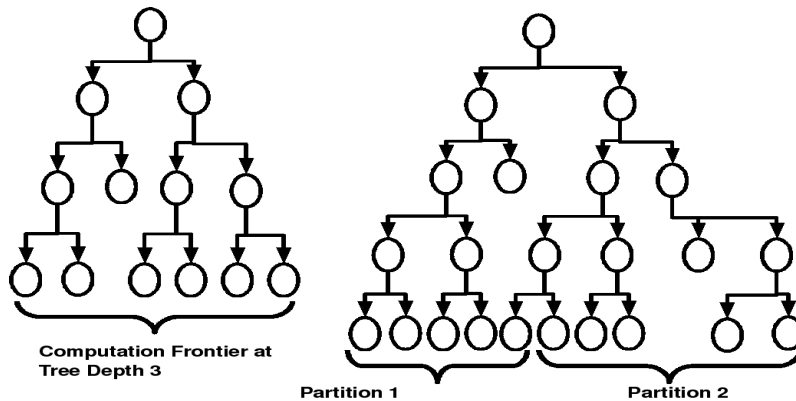 Computation Frontier at
Tree Depth 3
Partition 1
Partition 2